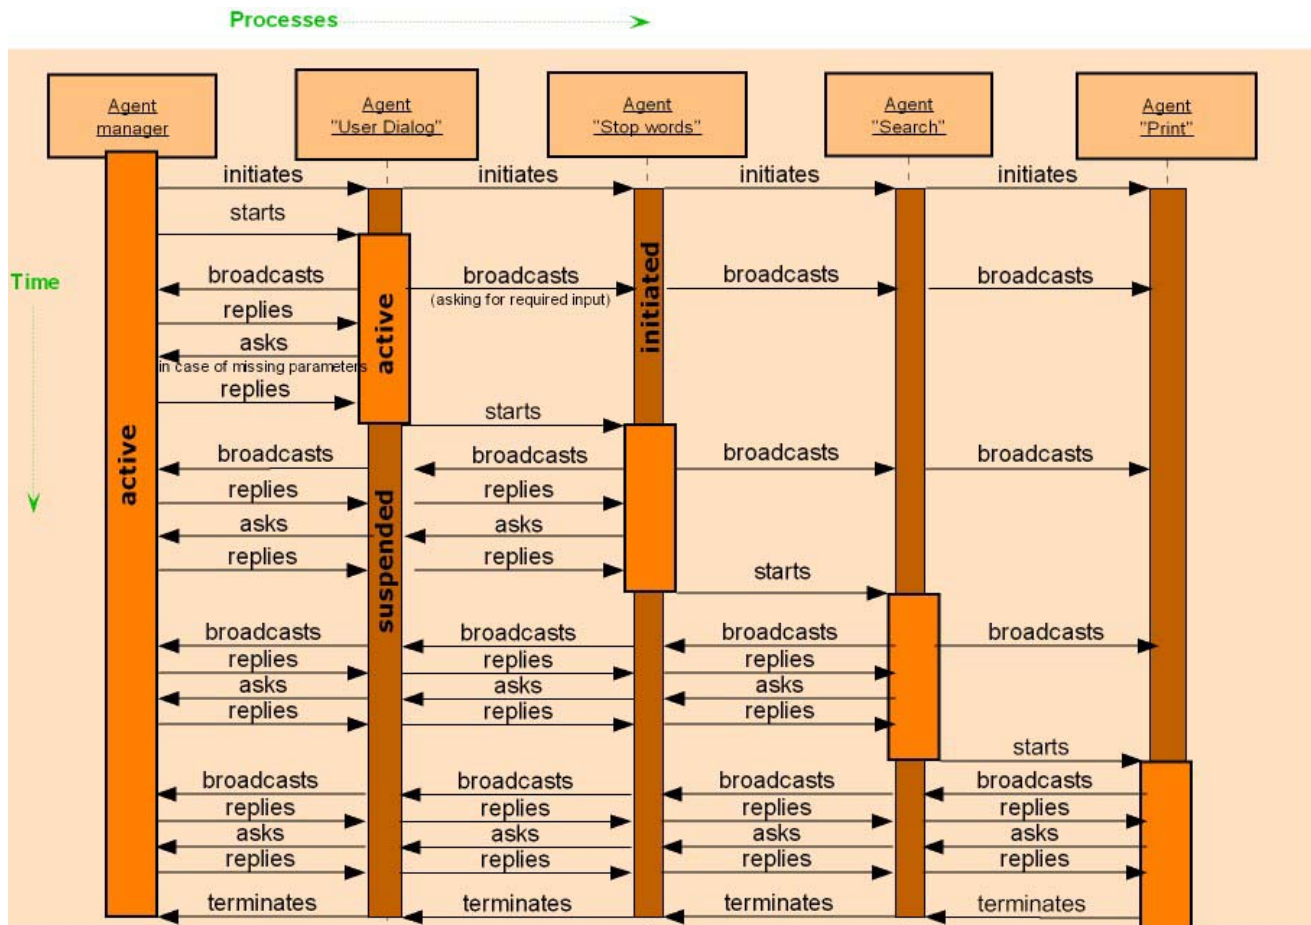 Processes
Agent
manager
Agent
"User Dialog"
Agent
"Stop words"
Agent
"Search"
Agent
"Print"
initiates
initiates
initiates
initiates
starts
Time
broadcasts
broadcasts
(asking for required input)
broadcasts
broadcasts
initiated
replies
active
asks
in case of missing parameters
replies
starts
active
broadcasts
broadcasts
broadcasts
broadcasts
replies
replies
suspended
asks
asks
replies
replies
starts
broadcasts
broadcasts
broadcasts
broadcasts
replies
replies
replies
asks
asks
asks
replies
replies
replies
starts
broadcasts
broadcasts
broadcasts
broadcasts
replies
replies
replies
replies
asks
asks
asks
asks
replies
replies
replies
replies
terminates
terminates
terminates
terminates